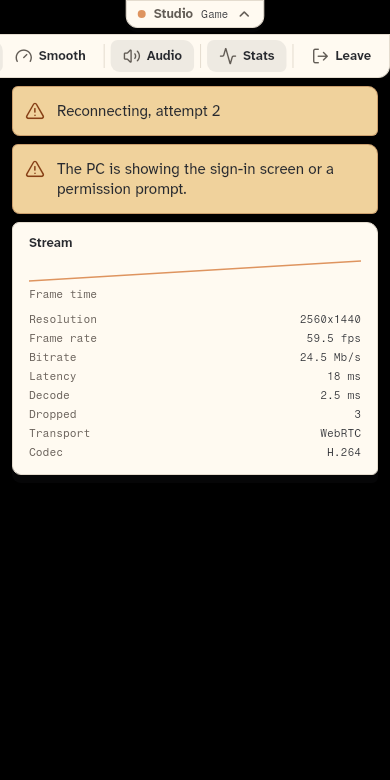 Studio Game
Smooth Audio Stats Leave
Reconnecting, attempt 2
The PC is showing the sign-in screen or a
permission prompt.
Stream
Frame time
Resolution 2560x1440
Frame rate 59.5 fps
Bitrate 24.5 Mb/s
Latency 18 ms
Decode 2.5 ms
Dropped 3
Transport WebRTC
Codec H.264